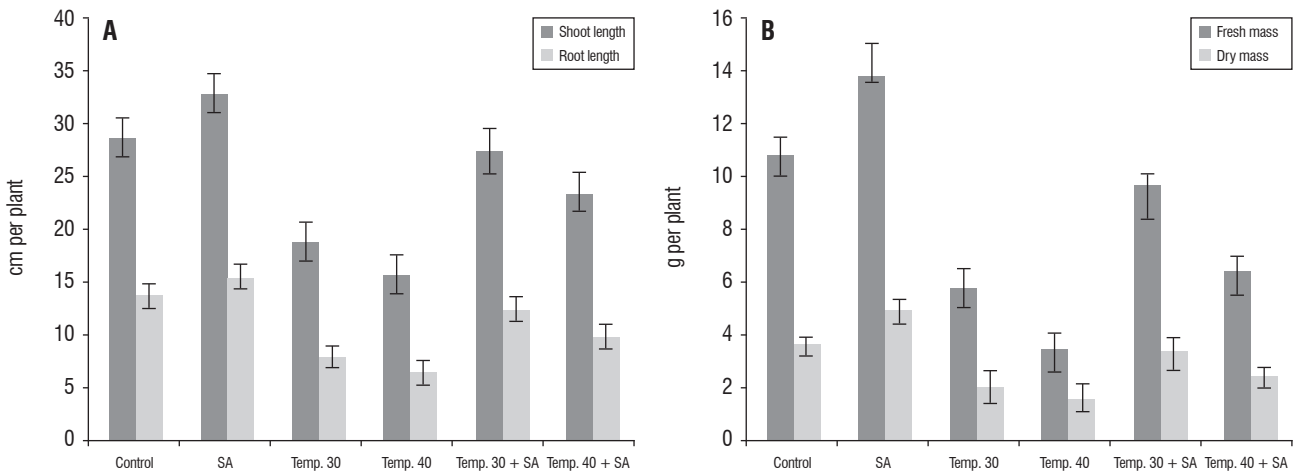 A
Shoot length
Root length
cm per plant
40
35
30
25
20
15
10
5
0
Control
SA
Temp. 30
Temp. 40
Temp. 30 + SA
Temp. 40 + SA
B
Fresh mass
Dry mass
g per plant
16
14
12
10
8
6
4
2
0
Control
SA
Temp. 30
Temp. 40
Temp. 30 + SA
Temp. 40 + SA